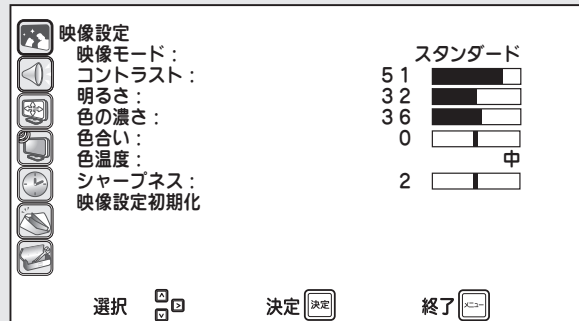 映像設定
映像モード： スタンダード
コントラスト： 51
明るさ： 32
色の濃さ： 36
色合い： 0
色温度： 中
シャープネス： 2
映像設定初期化
選択 決定 決定 終了 メニュー